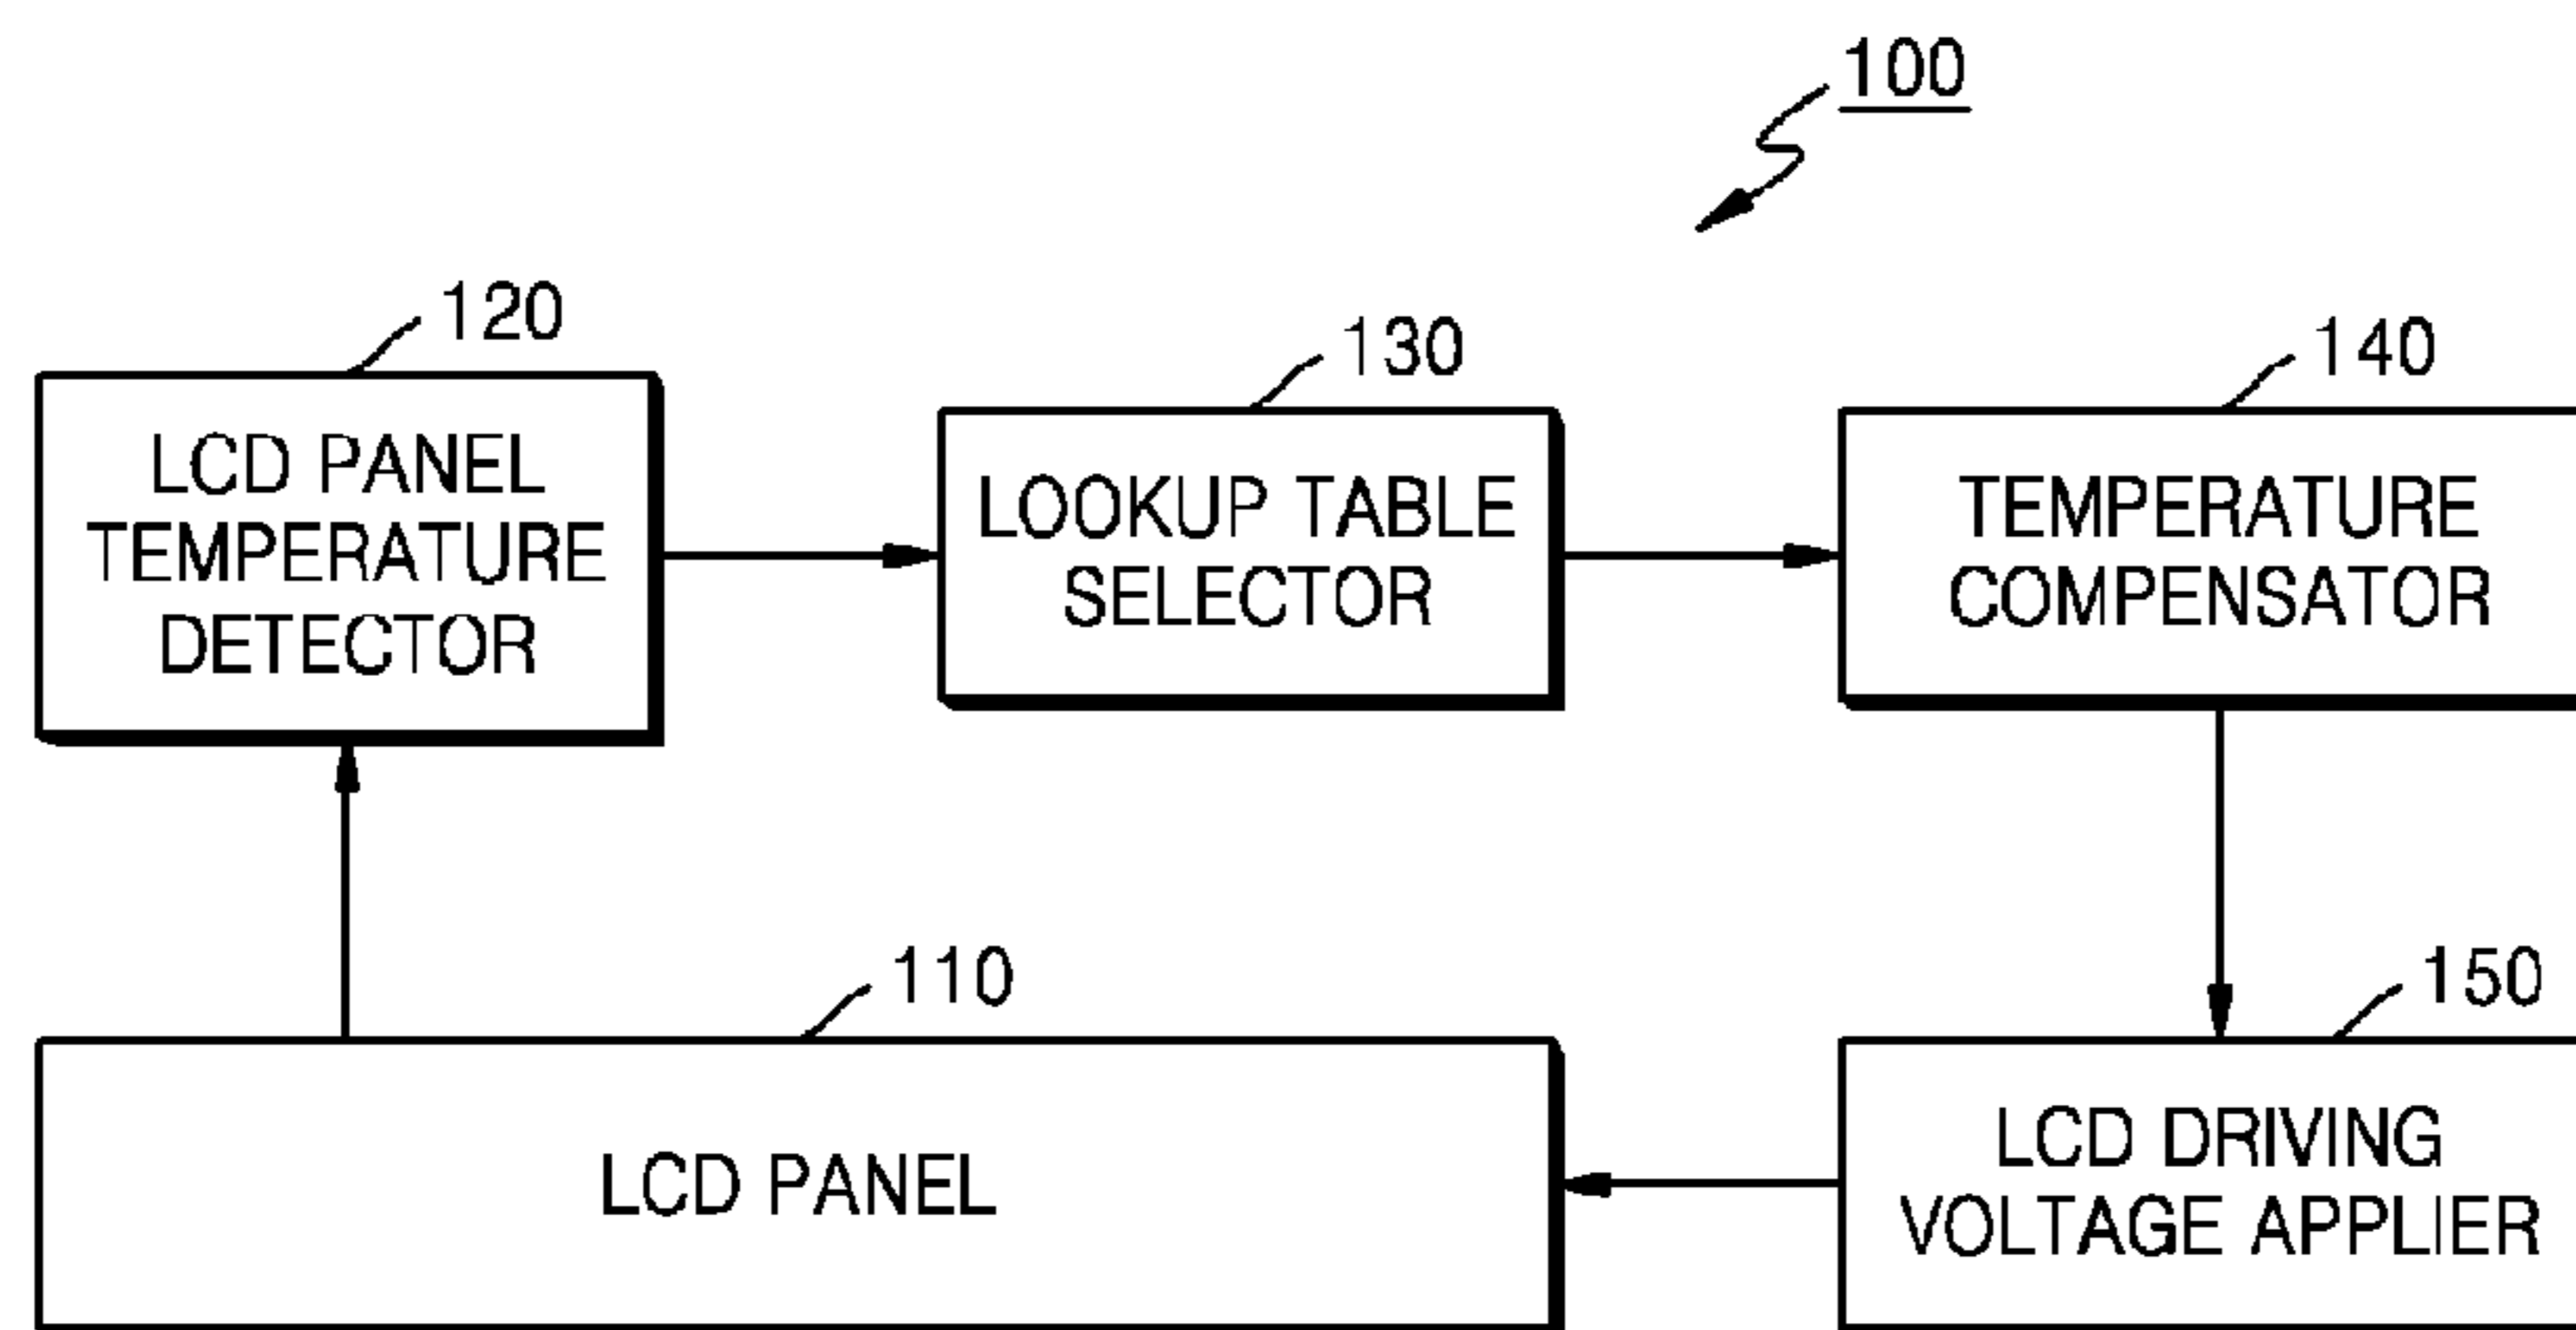 100
120
130
140
LCD PANEL
TEMPERATURE
DETECTOR
LOOKUP TABLE
SELECTOR
TEMPERATURE
COMPENSATOR
110
150
LCD PANEL
LCD DRIVING
VOLTAGE APPLIER